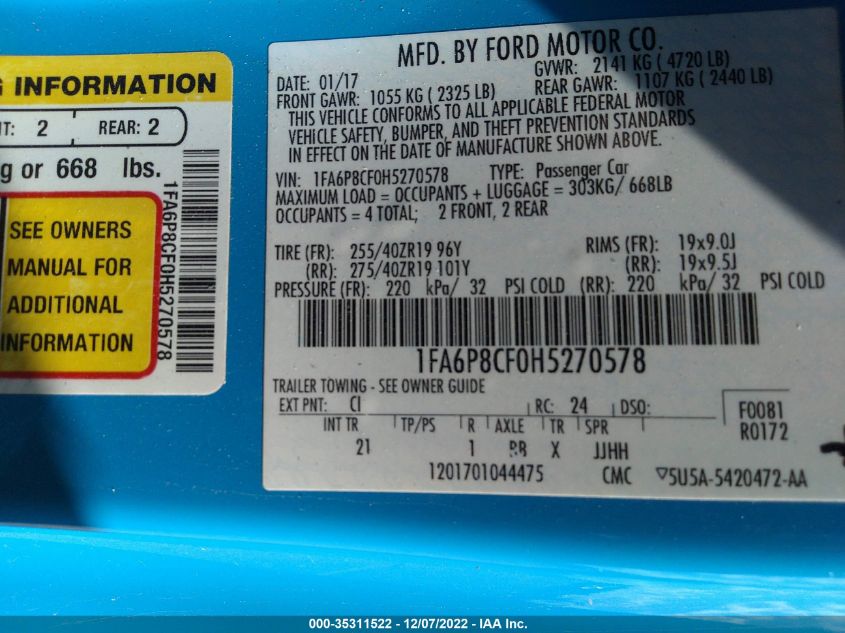 G INFORMATION
NT: 2 REAR: 2
g or 668 lbs.
SEE OWNERS
MANUAL FOR
ADDITIONAL
INFORMATION
1FA6P8CF0H5270578
MFD. BY FORD MOTOR CO.
DATE: 01/17 GVWR: 2141 KG ( 4720 LB)
FRONT GAWR: 1055 KG ( 2325 LB) REAR GAWR: 1107 KG ( 2440 LB)
THIS VEHICLE CONFORMS TO ALL APPLICABLE FEDERAL MOTOR
VEHICLE SAFETY, BUMPER, AND THEFT PREVENTION STANDARDS
IN EFFECT ON THE DATE OF MANUFACTURE SHOWN ABOVE.
VIN: 1FA6P8CF0H5270578 TYPE: Passenger Car
MAXIMUM LOAD = OCCUPANTS + LUGGAGE = 303KG/ 668LB
OCCUPANTS = 4 TOTAL; 2 FRONT, 2 REAR
TIRE (FR): 255/40ZR19 96Y RIMS (FR): 19x9.0J
(RR): 275/40ZR19 101Y (RR): 19x9.5J
PRESSURE (FR): 220 kPa/ 32 PSI COLD (RR): 220 kPa/ 32 PSI COLD
1FA6P8CF0H5270578
TRAILER TOWING - SEE OWNER GUIDE
EXT PNT: CI RC: 24 DSO: F0081
INT TR TP/PS R AXLE TR SPR R0172
21 1 X JJHH
1201701044475 CMC ▽5U5A-5420472-AA
000-35311522 - 12/07/2022 - IAA Inc.